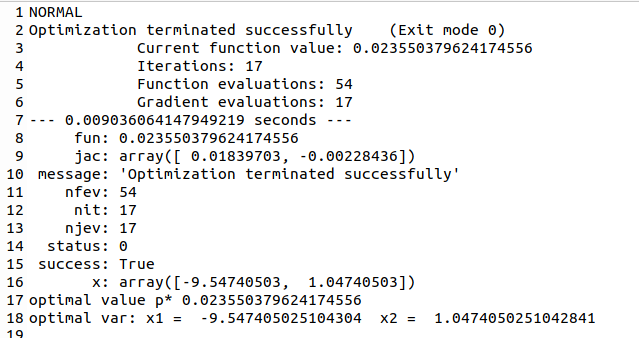 1 NORMAL
2 Optimization terminated successfully    (Exit mode 0)
3             Current function value: 0.023550379624174556
4             Iterations: 17
5             Function evaluations: 54
6             Gradient evaluations: 17
7 --- 0.009036064147949219 seconds ---
8      fun: 0.023550379624174556
9      jac: array([ 0.01839703, -0.00228436])
10  message: 'Optimization terminated successfully'
11     nfev: 54
12      nit: 17
13     njev: 17
14   status: 0
15  success: True
16        x: array([-9.54740503,  1.04740503])
17 optimal value p* 0.023550379624174556
18 optimal var: x1 =  -9.547405025104304  x2 =  1.0474050251042841
19